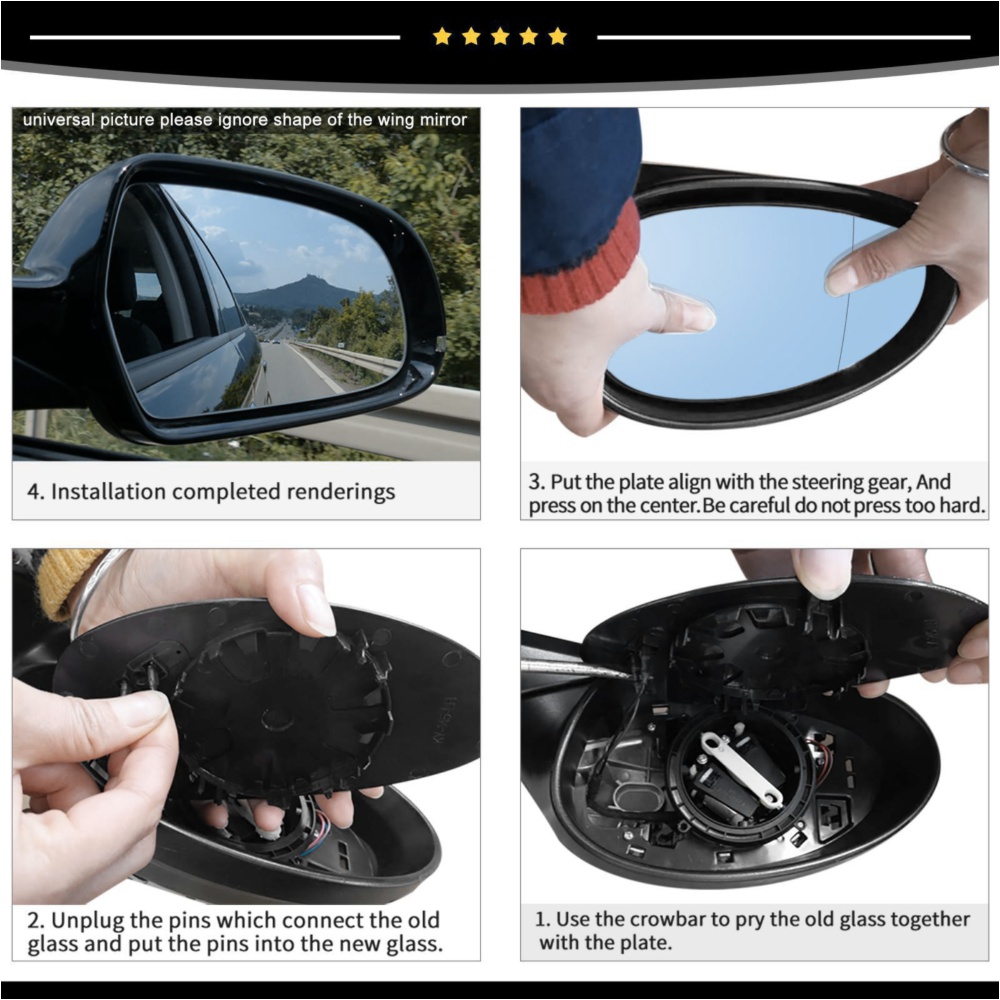 universal picture please ignore shape of the wing mirror
4. Installation completed renderings
3. Put the plate align with the steering gear, And
press on the center. Be careful do not press too hard.
2. Unplug the pins which connect the old
glass and put the pins into the new glass.
1. Use the crowbar to pry the old glass together
with the plate.